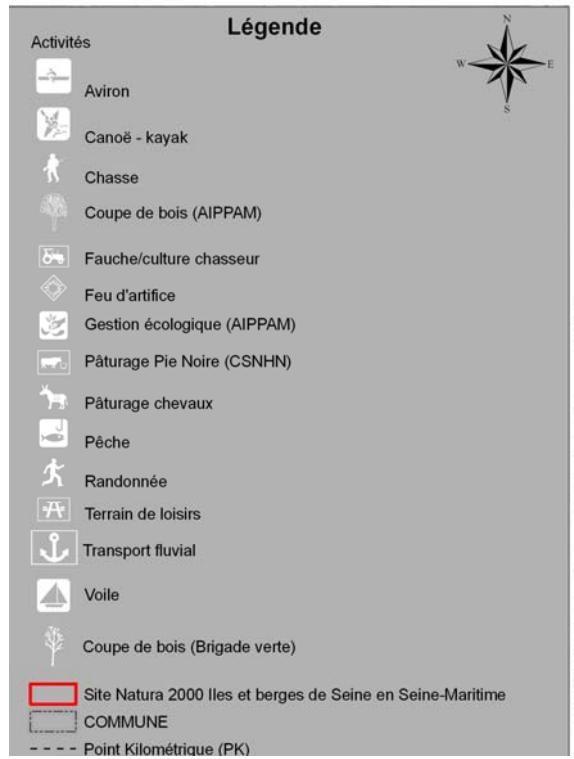 Légende
Activités
N
W
E
S
Aviron
Canoë - kayak
Chasse
Coupe de bois (AIPPAM)
Fauche/culture chasseur
Feu d'artifice
Gestion écologique (AIPPAM)
Pâturage Pie Noire (CSNHN)
Pâturage chevaux
Pêche
Randonnée
Terrain de loisirs
Transport fluvial
Voile
Coupe de bois (Brigade verte)
Site Natura 2000 Iles et berges de Seine en Seine-Maritime
COMMUNE
Point Kilométrique (PK)